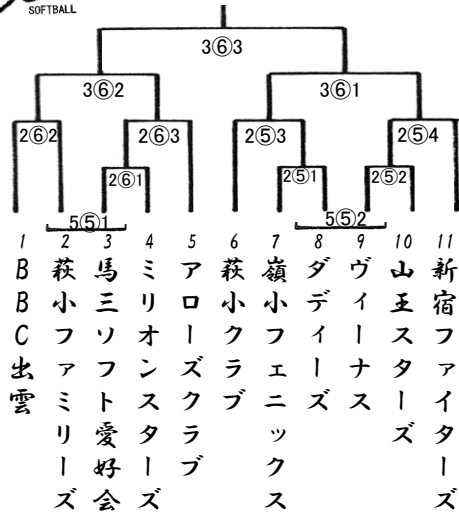 SOFTBALL
3⑥3
3⑥2
3⑥1
2⑥2
2⑥3
2⑤3
2⑤4
2⑥1
2⑤1
2⑤2
5⑤1
5⑤2
1 2 3 4 5 6 7 8 9 10 11
BBC出雲
萩小ファミリーズ
馬三ソフト愛好会
ミリオンスターズ
アローズクラブ
萩小クラブ
嶺小フェニックス
ダディーズ
ヴィーナス
山王スターズ
新宿ファイターズ